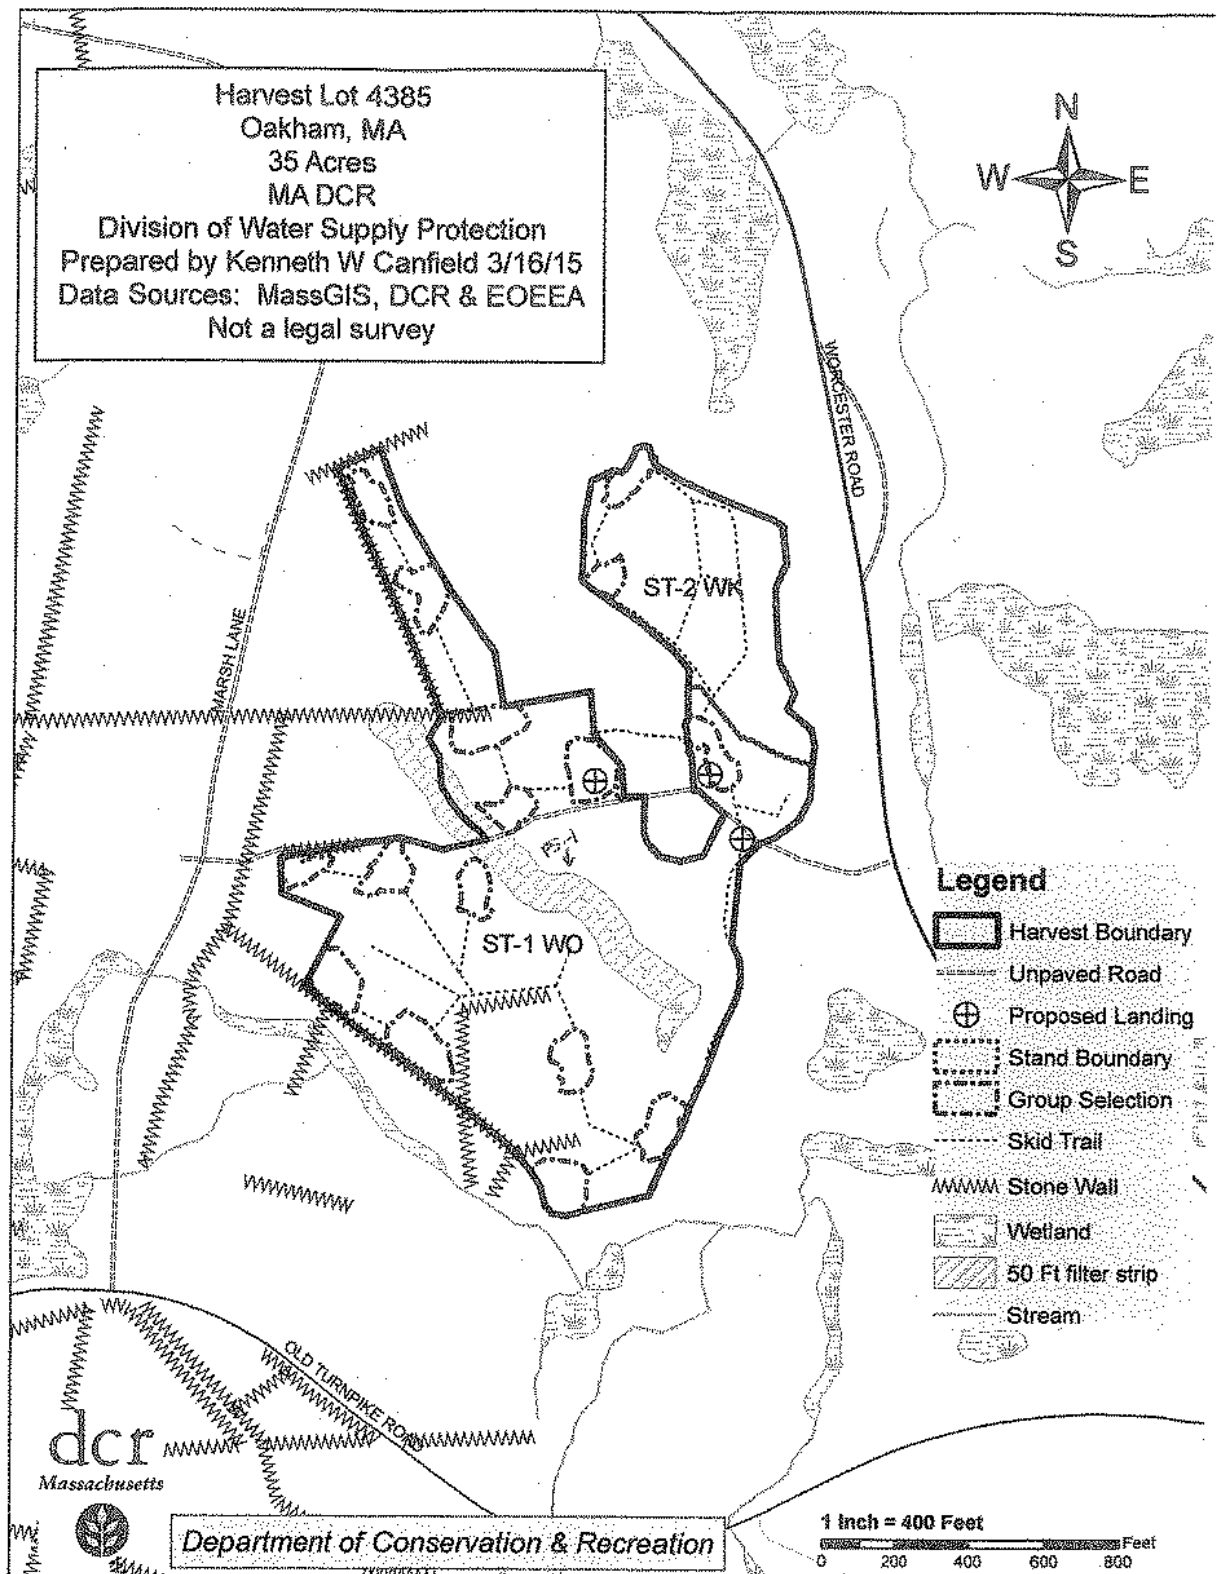 Harvest Lot 4385
Oakham, MA
35 Acres
MA DCR
Division of Water Supply Protection
Prepared by Kenneth W Canfield 3/16/15
Data Sources: MassGIS, DCR & EOEEA
Not a legal survey
N
W E
S
WORCESTER ROAD
ST-2 WK
MARSH LANE
ST-1 WO
Legend
Harvest Boundary
Unpaved Road
Proposed Landing
Stand Boundary
Group Selection
Skid Trail
Stone Wall
Wetland
50 Ft filter strip
Stream
OLD TURNPIKE ROAD
dcr
Massachusetts
Department of Conservation & Recreation
1 Inch = 400 Feet
Feet
0 200 400 600 800